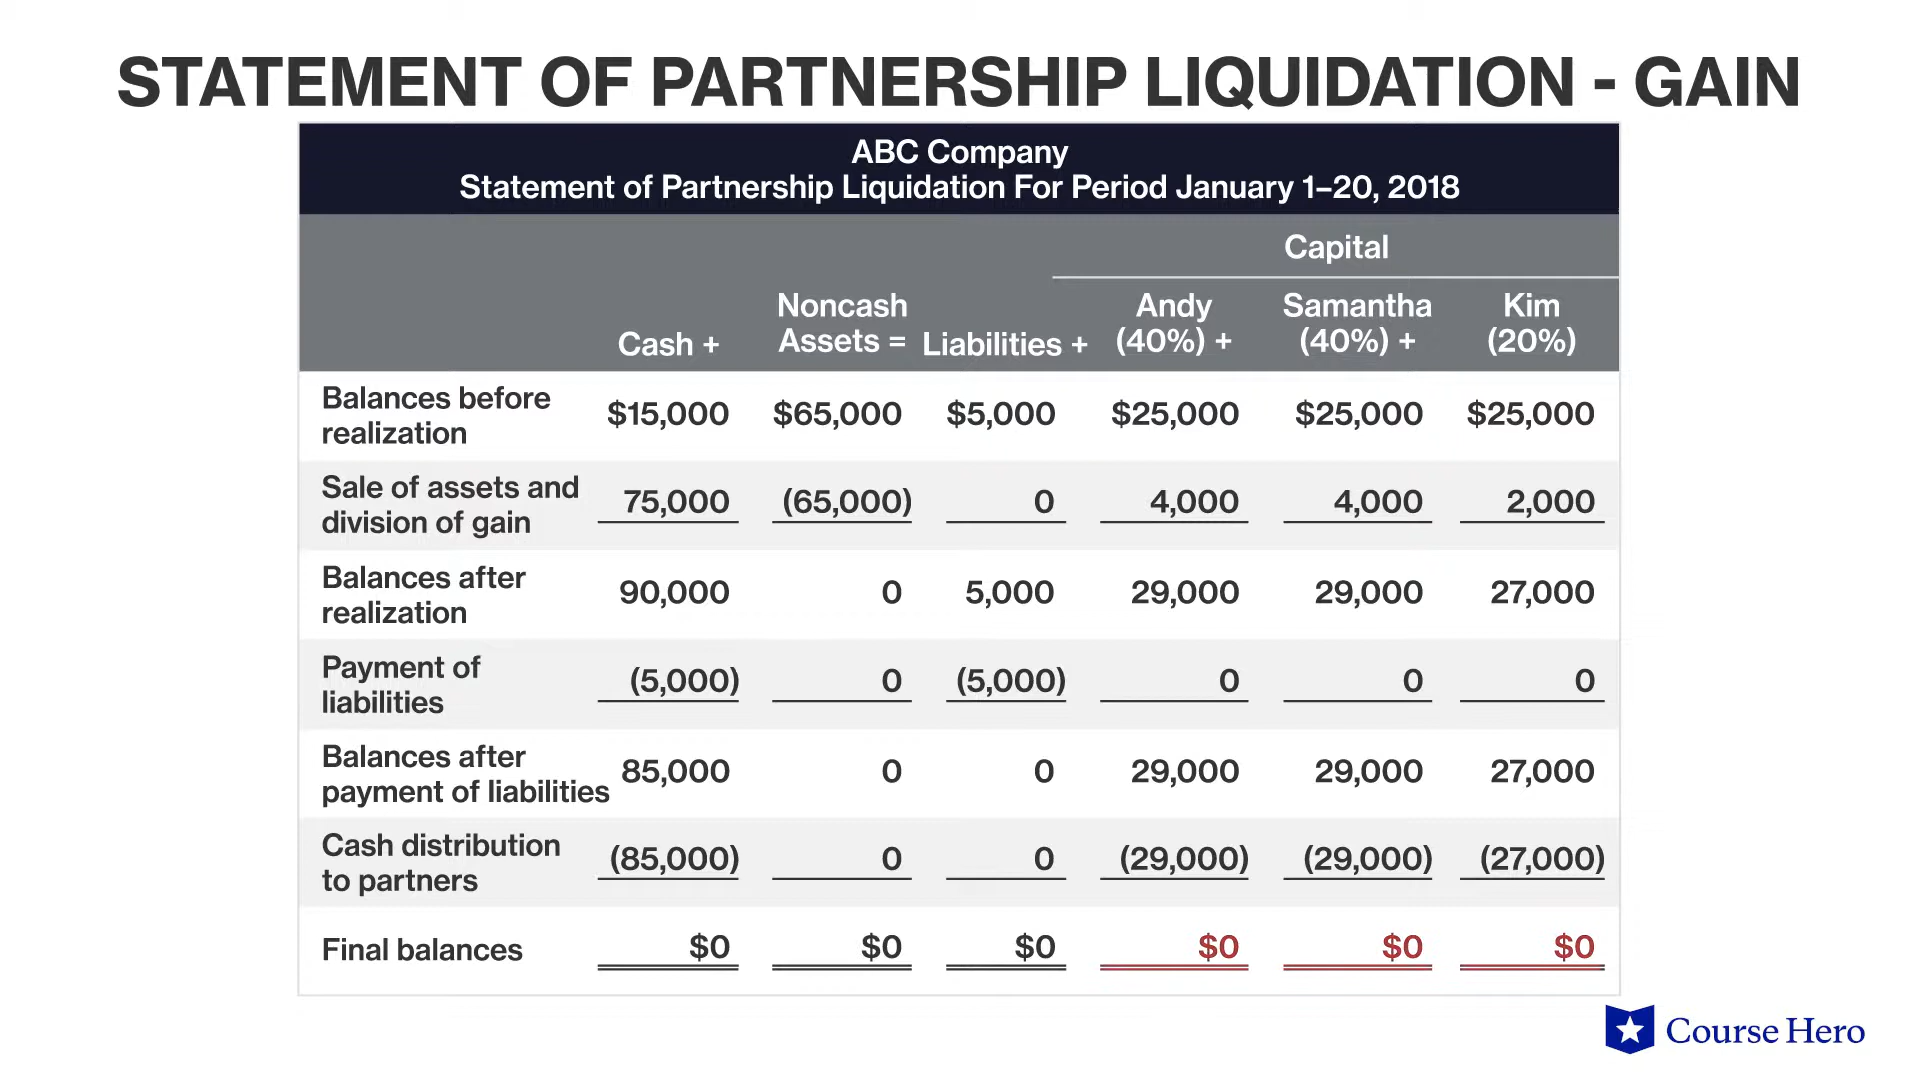 STATEMENT OF PARTNERSHIP LIQUIDATION - GAIN
ABC Company
Statement of Partnership Liquidation For Period January 1–20, 2018
Capital
Cash + Noncash Assets = Liabilities + Andy (40%) + Samantha (40%) + Kim (20%)
Balances before realization $15,000 $65,000 $5,000 $25,000 $25,000 $25,000
Sale of assets and division of gain 75,000 (65,000) 0 4,000 4,000 2,000
Balances after realization 90,000 0 5,000 29,000 29,000 27,000
Payment of liabilities (5,000) 0 (5,000) 0 0 0
Balances after payment of liabilities 85,000 0 0 29,000 29,000 27,000
Cash distribution to partners (85,000) 0 0 (29,000) (29,000) (27,000)
Final balances $0 $0 $0 $0 $0 $0
Course Hero